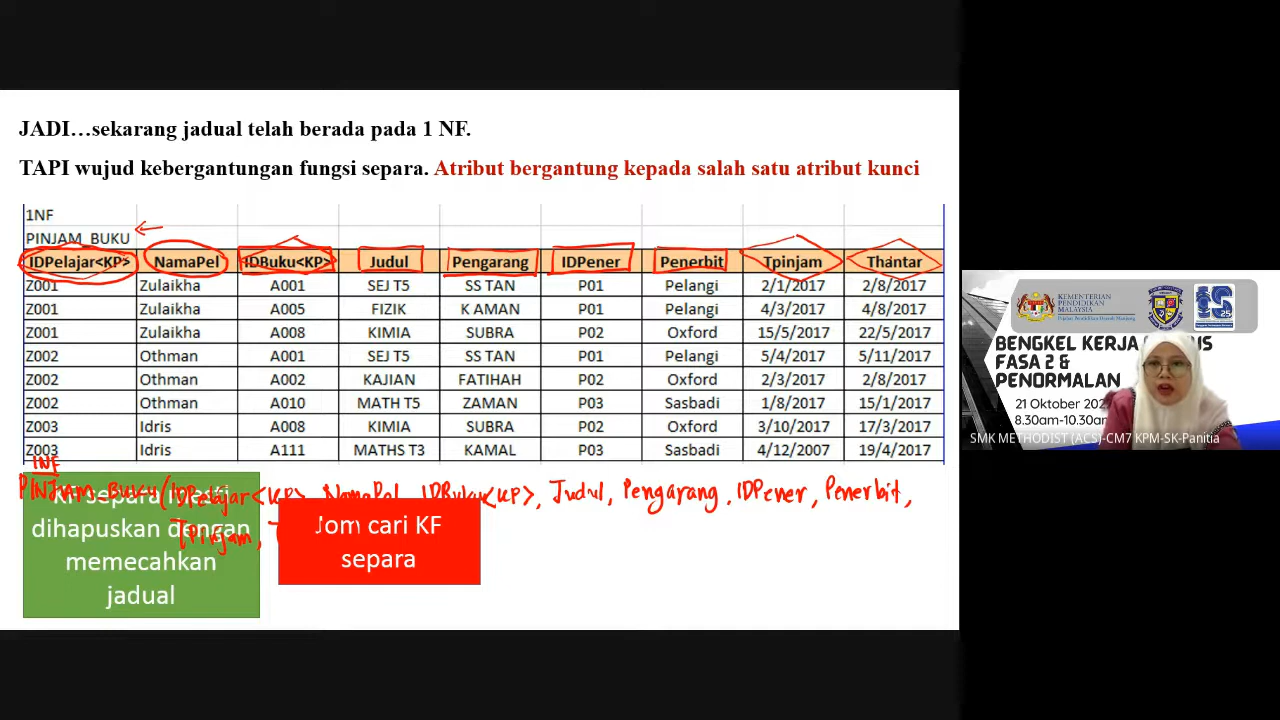 JADI...sekarang jadual telah berada pada 1 NF.
TAPI wujud kebergantungan fungsi separa. Atribut bergantung kepada salah satu atribut kunci
1NF
PINJAM_BUKU
IDPelajar<KP> NamaPel IDBuku<KP> Judul Pengarang IDPener Penerbit Tpinjam Thantar
Z001 Zulaikha A001 SEJ T5 SS TAN P01 Pelangi 2/1/2017 2/8/2017
Z001 Zulaikha A005 FIZIK K AMAN P01 Pelangi 4/3/2017 4/8/2017
Z001 Zulaikha A008 KIMIA SUBRA P02 Oxford 15/5/2017 22/5/2017
Z002 Othman A001 SEJ T5 SS TAN P01 Pelangi 5/4/2017 5/11/2017
Z002 Othman A002 KAJIAN FATIHAH P02 Oxford 2/3/2017 2/8/2017
Z002 Othman A010 MATH T5 ZAMAN P03 Sasbadi 1/8/2017 15/1/2017
Z003 Idris A008 KIMIA SUBRA P02 Oxford 3/10/2017 17/3/2017
Z003 Idris A111 MATHS T3 KAMAL P03 Sasbadi 4/12/2007 19/4/2017
1NF
PINJAM_BUKU (IDPelajar<KP>, NamaPel, IDBuku<KP>, Judul, Pengarang, IDPener, Penerbit,
TPinjam,
KF separa
dihapuskan dengan
memecahkan
jadual
Jom cari KF
separa
KEMENTERIAN
PENDIDIKAN
MALAYSIA
BENGKEL KERJA
FASA 2 &
PENORMALAN
21 Oktober
8.30am-10.30am
SMK METHODIST (ACS)-CM7 KPM-SK-Panitia